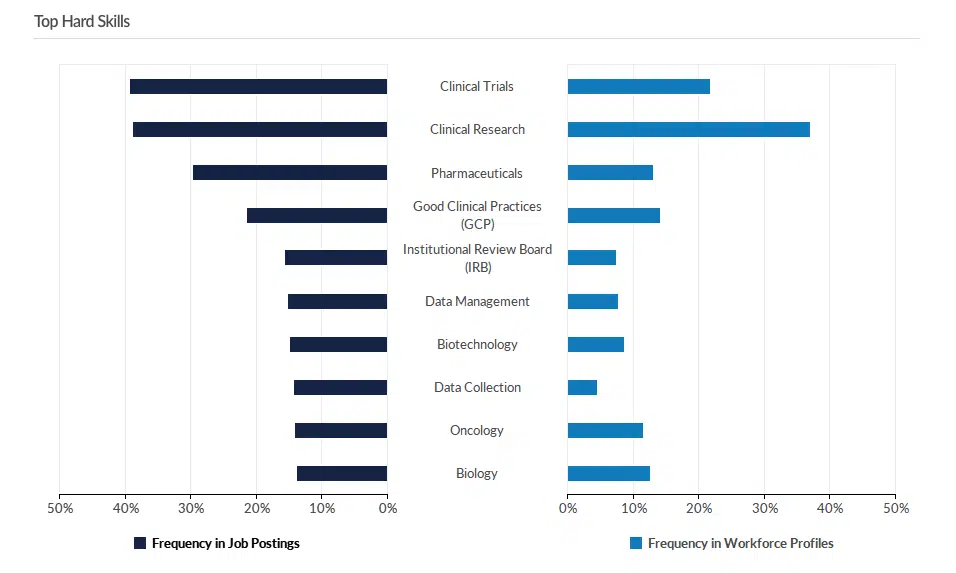 Top Hard Skills
Clinical Trials
Clinical Research
Pharmaceuticals
Good Clinical Practices
(GCP)
Institutional Review Board
(IRB)
Data Management
Biotechnology
Data Collection
Oncology
Biology
50% 40% 30% 20% 10% 0%
0% 10% 20% 30% 40% 50%
Frequency in Job Postings
Frequency in Workforce Profiles